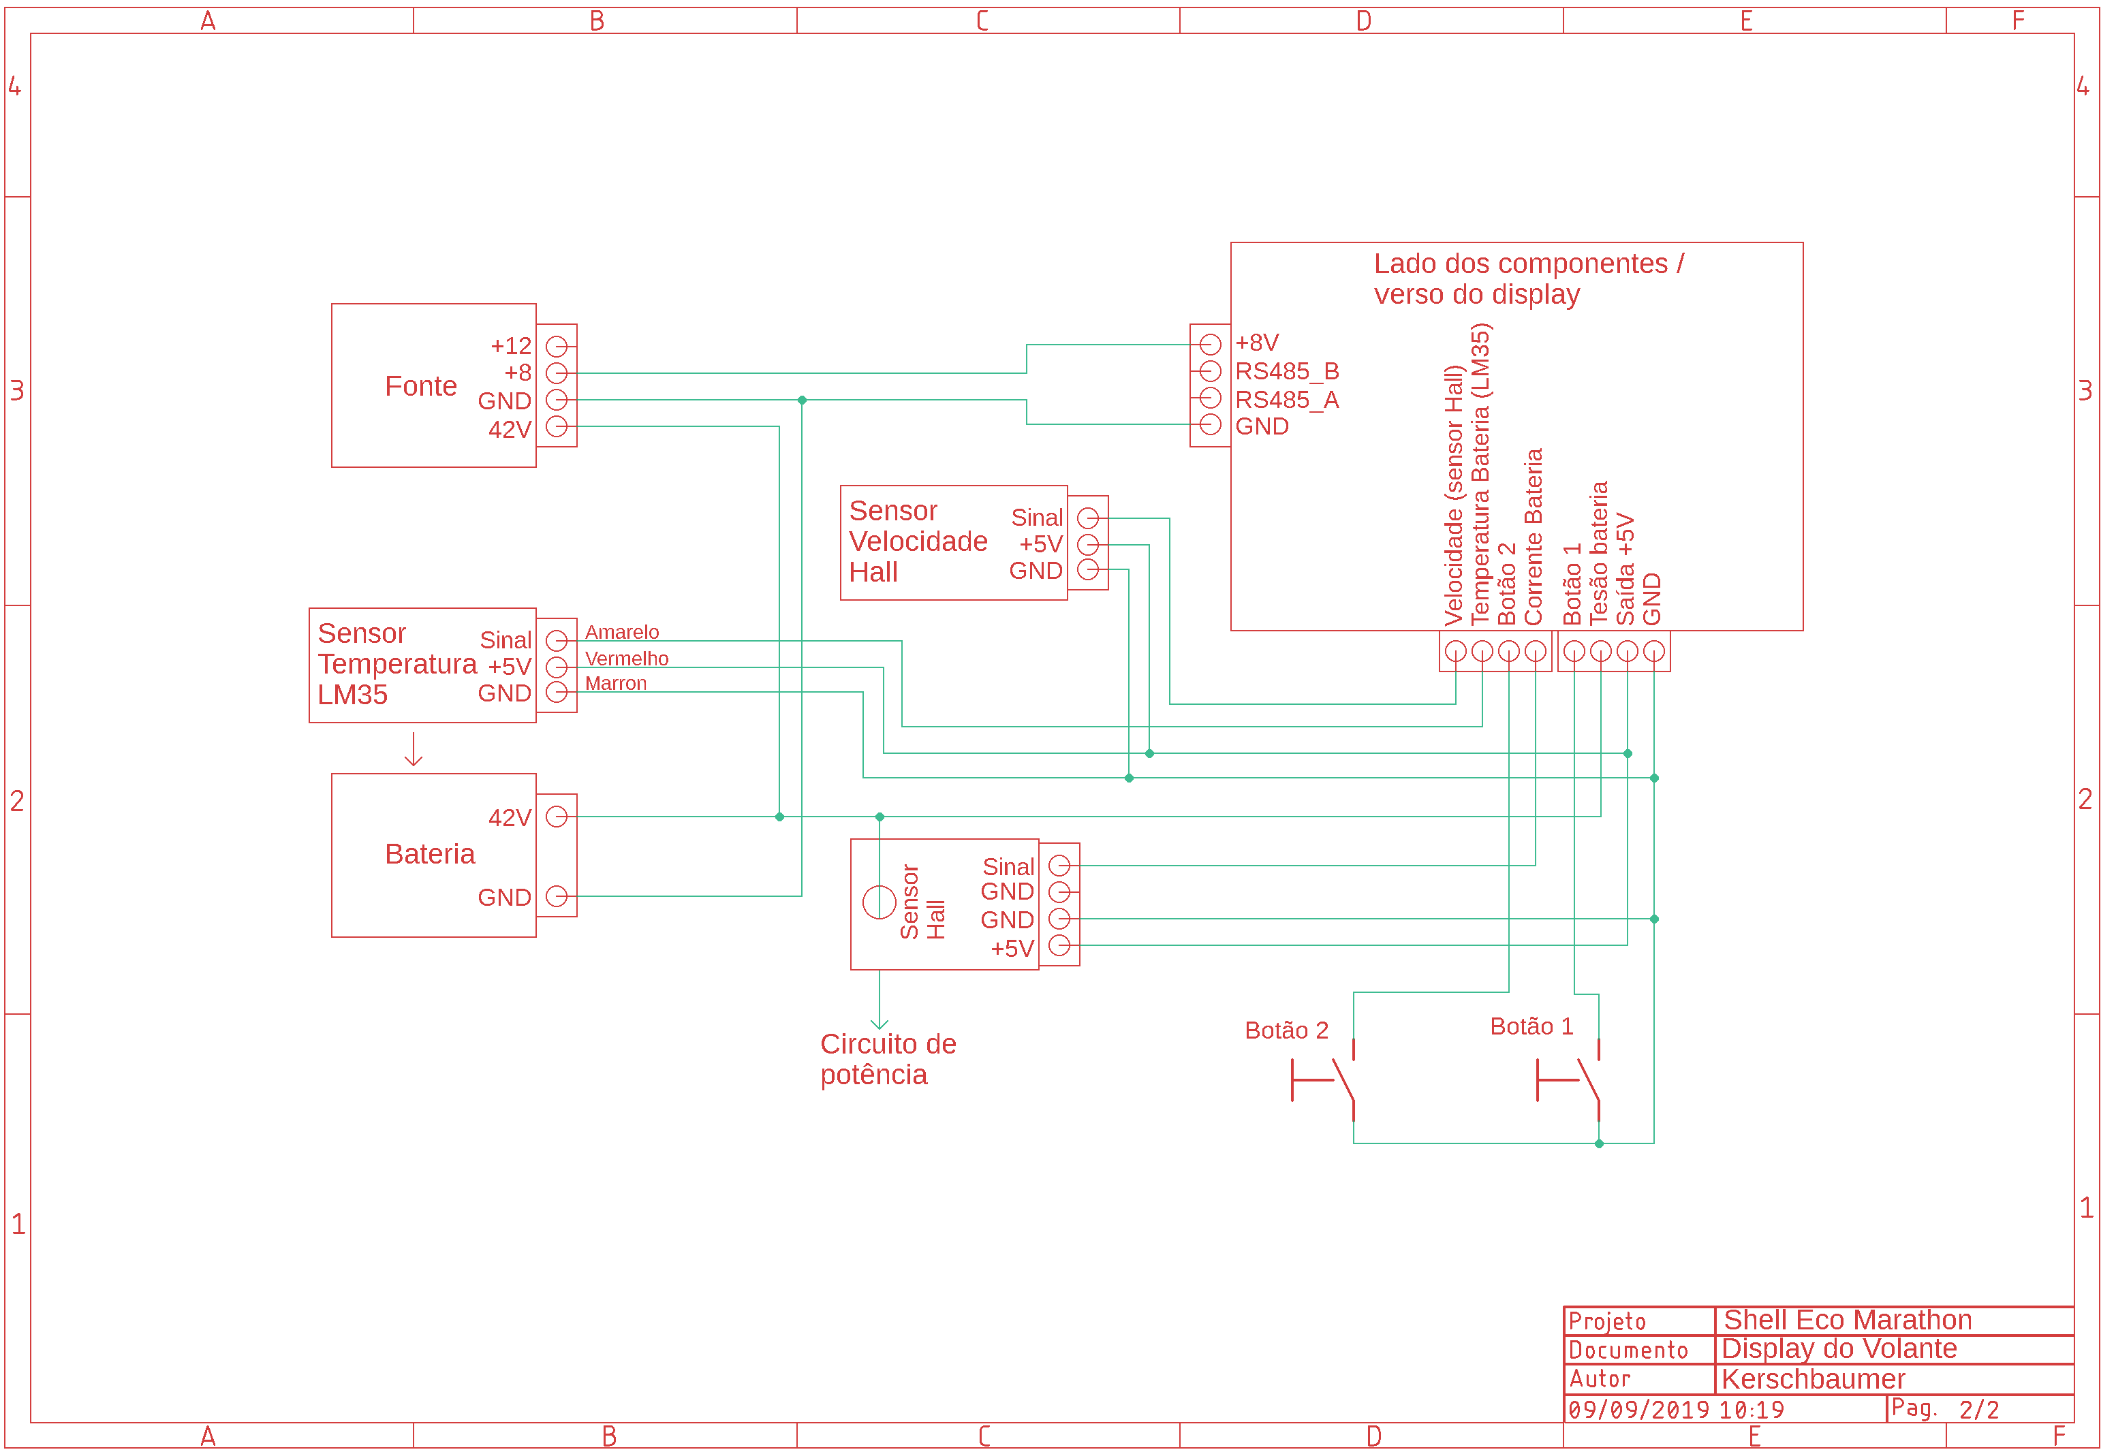 A B C D E F
4 4
3 3
2 2
1 1
Lado dos componentes /
verso do display
+8V
RS485_B
RS485_A
GND
Velocidade (sensor Hall)
Temperatura Bateria (LM35)
Botão 2
Corrente Bateria
Botão 1
Tesão bateria
Saída +5V
GND
Fonte
+12
+8
GND
42V
Sensor
Velocidade
Hall
Sinal
+5V
GND
Sensor
Temperatura
LM35
Sinal
+5V
GND
Amarelo
Vermelho
Marron
Bateria
42V
GND
Sensor
Hall
Sinal
GND
GND
+5V
Circuito de
potência
Botão 2
Botão 1
Projeto Shell Eco Marathon
Documento Display do Volante
Autor Kerschbaumer
09/09/2019 10:19 Pag. 2/2
A B C D E F